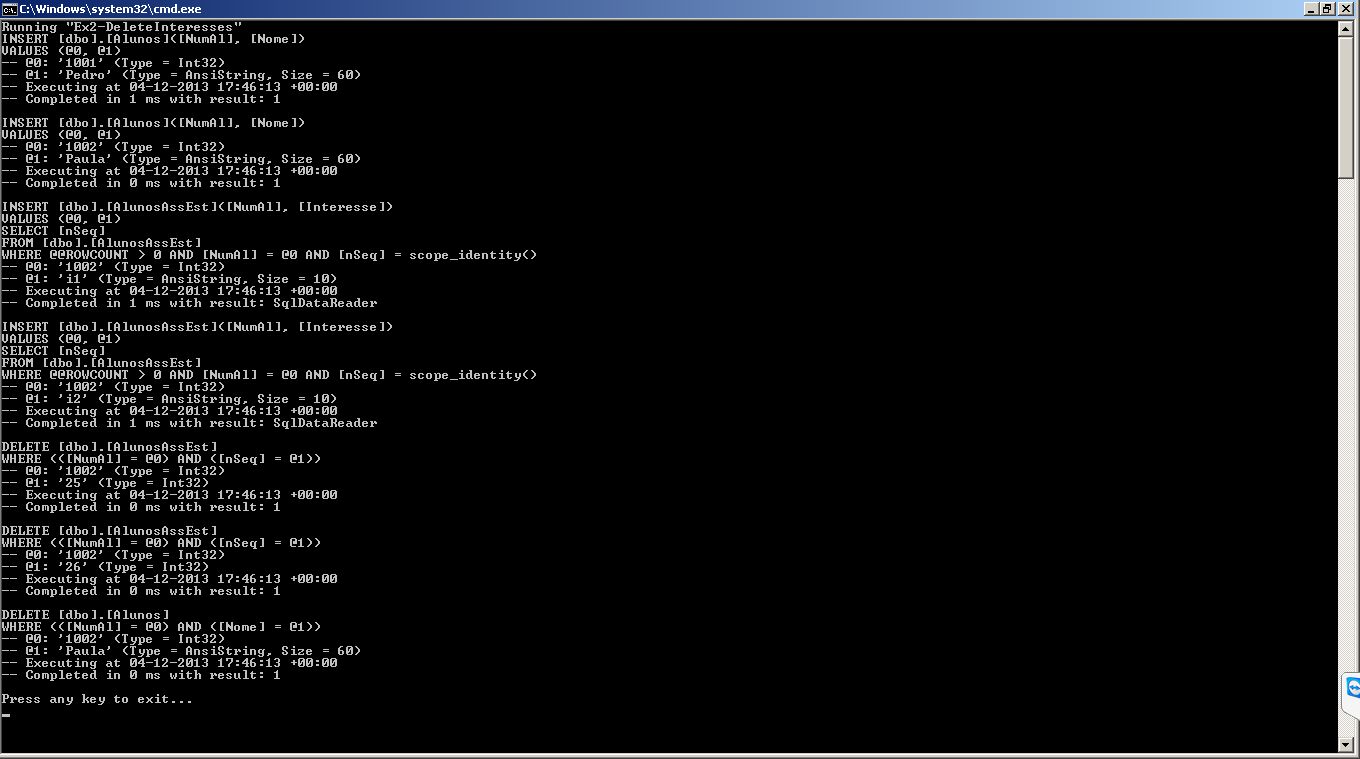 C:\Windows\system32\cmd.exe
Running "Ex2-DeleteInteresses"
INSERT [dbo].[Alunos]([NumAl], [Nome])
VALUES (@0, @1)
-- @0: '1001' (Type = Int32)
-- @1: 'Pedro' (Type = AnsiString, Size = 60)
-- Executing at 04-12-2013 17:46:13 +00:00
-- Completed in 1 ms with result: 1
INSERT [dbo].[Alunos]([NumAl], [Nome])
VALUES (@0, @1)
-- @0: '1002' (Type = Int32)
-- @1: 'Paula' (Type = AnsiString, Size = 60)
-- Executing at 04-12-2013 17:46:13 +00:00
-- Completed in 0 ms with result: 1
INSERT [dbo].[AlunosAssEst]([NumAl], [Interesse])
VALUES (@0, @1)
SELECT [nSeq]
FROM [dbo].[AlunosAssEst]
WHERE @@ROWCOUNT > 0 AND [NumAl] = @0 AND [nSeq] = scope_identity()
-- @0: '1002' (Type = Int32)
-- @1: 'i1' (Type = AnsiString, Size = 10)
-- Executing at 04-12-2013 17:46:13 +00:00
-- Completed in 1 ms with result: SqlDataReader
INSERT [dbo].[AlunosAssEst]([NumAl], [Interesse])
VALUES (@0, @1)
SELECT [nSeq]
FROM [dbo].[AlunosAssEst]
WHERE @@ROWCOUNT > 0 AND [NumAl] = @0 AND [nSeq] = scope_identity()
-- @0: '1002' (Type = Int32)
-- @1: 'i2' (Type = AnsiString, Size = 10)
-- Executing at 04-12-2013 17:46:13 +00:00
-- Completed in 1 ms with result: SqlDataReader
DELETE [dbo].[AlunosAssEst]
WHERE (([NumAl] = @0) AND ([nSeq] = @1))
-- @0: '1002' (Type = Int32)
-- @1: '25' (Type = Int32)
-- Executing at 04-12-2013 17:46:13 +00:00
-- Completed in 0 ms with result: 1
DELETE [dbo].[AlunosAssEst]
WHERE (([NumAl] = @0) AND ([nSeq] = @1))
-- @0: '1002' (Type = Int32)
-- @1: '26' (Type = Int32)
-- Executing at 04-12-2013 17:46:13 +00:00
-- Completed in 0 ms with result: 1
DELETE [dbo].[Alunos]
WHERE (([NumAl] = @0) AND ([Nome] = @1))
-- @0: '1002' (Type = Int32)
-- @1: 'Paula' (Type = AnsiString, Size = 60)
-- Executing at 04-12-2013 17:46:13 +00:00
-- Completed in 0 ms with result: 1
Press any key to exit...